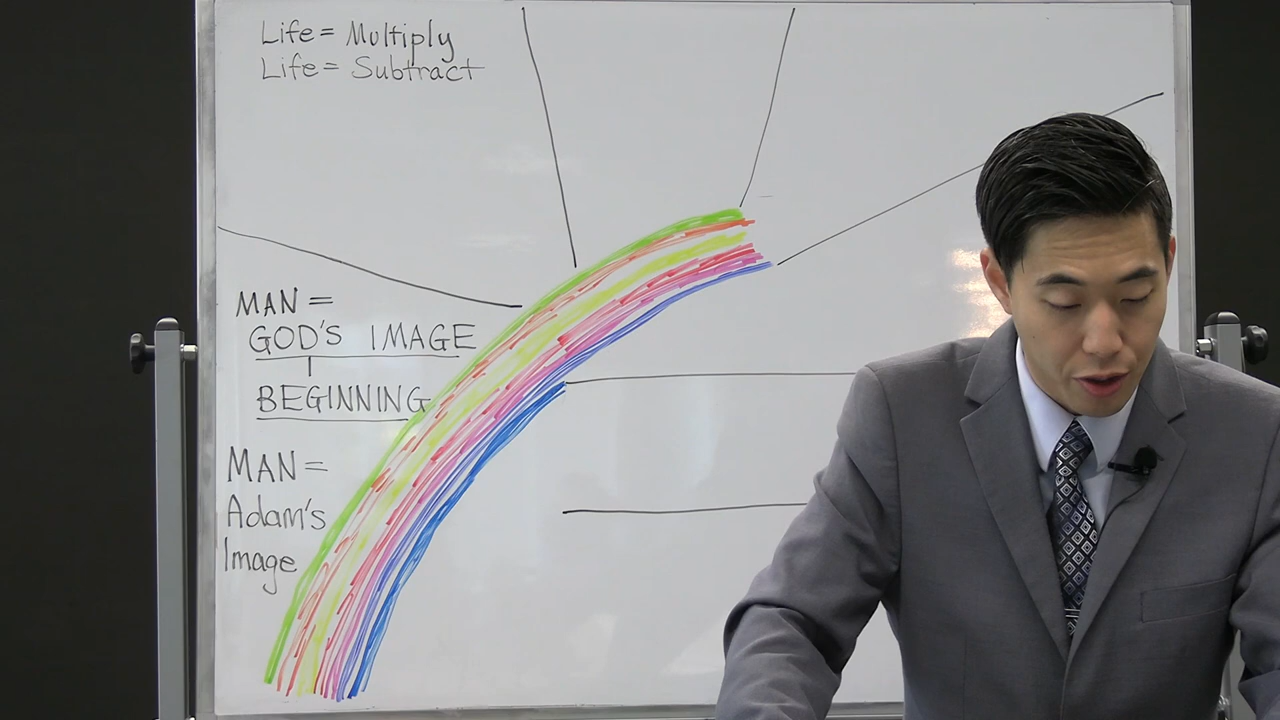 Life = Multiply
Life = Subtract
MAN =
GOD'S IMAGE
BEGINNING
MAN =
Adam's
Image